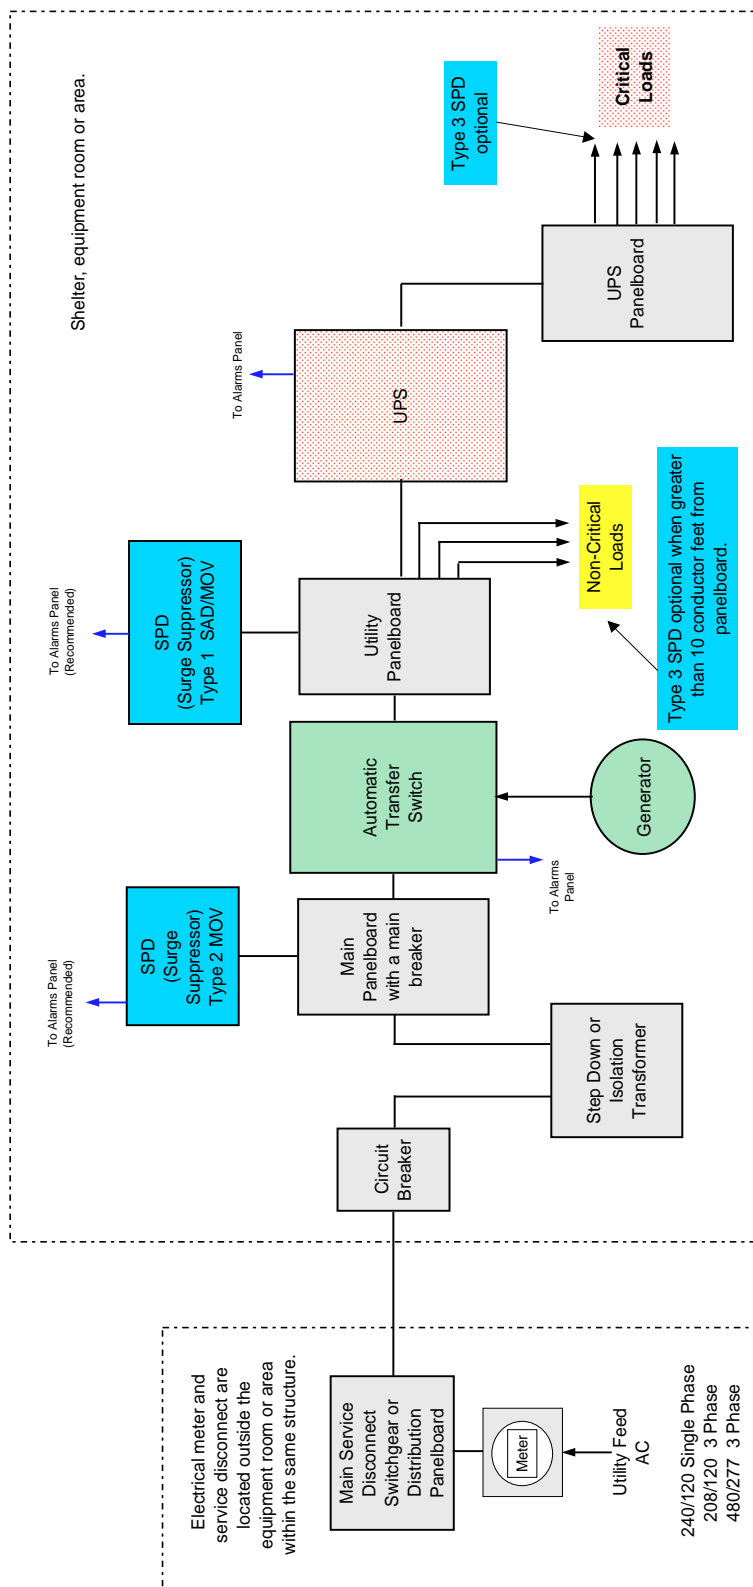 Shelter, equipment room or area.
Electrical meter and
service disconnect are
located outside the
equipment room or area
within the same structure.
Main Service
Disconnect
Switchgear or
Distribution
Panelboard
Meter
Utility Feed
AC
240/120 Single Phase
208/120  3 Phase
480/277  3 Phase
Circuit
Breaker
Step Down or
Isolation
Transformer
To Alarms Panel
(Recommended)
SPD
(Surge
Suppressor)
Type 2 MOV
Main
Panelboard
with a main
breaker
Automatic
Transfer
Switch
To Alarms
Panel
Generator
To Alarms Panel
(Recommended)
SPD
(Surge Suppressor)
Type 1  SAD/MOV
Utility
Panelboard
Non-Critical
Loads
Type 3 SPD optional when greater
than 10 conductor feet from
panelboard.
To Alarms Panel
UPS
UPS
Panelboard
Type 3 SPD
optional
Critical
Loads